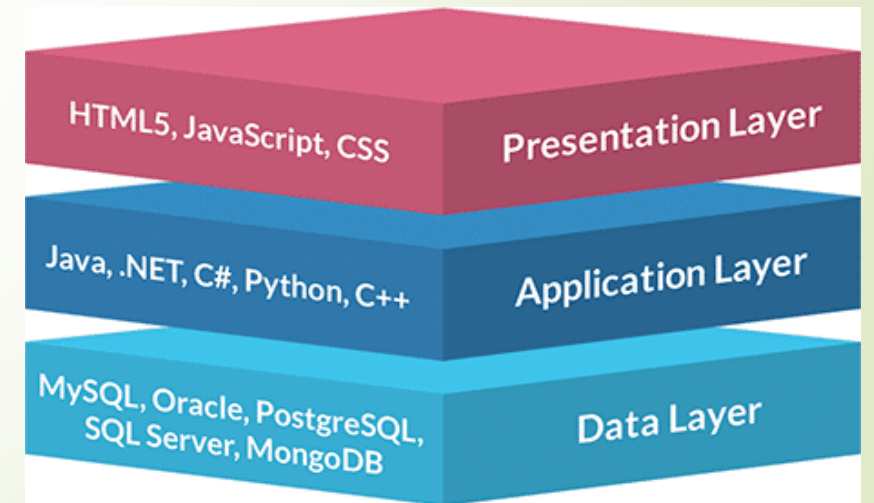 HTML5, JavaScript, CSS
Presentation Layer
Java, .NET, C#, Python, C++
Application Layer
MySQL, Oracle, PostgreSQL,
SQL Server, MongoDB
Data Layer